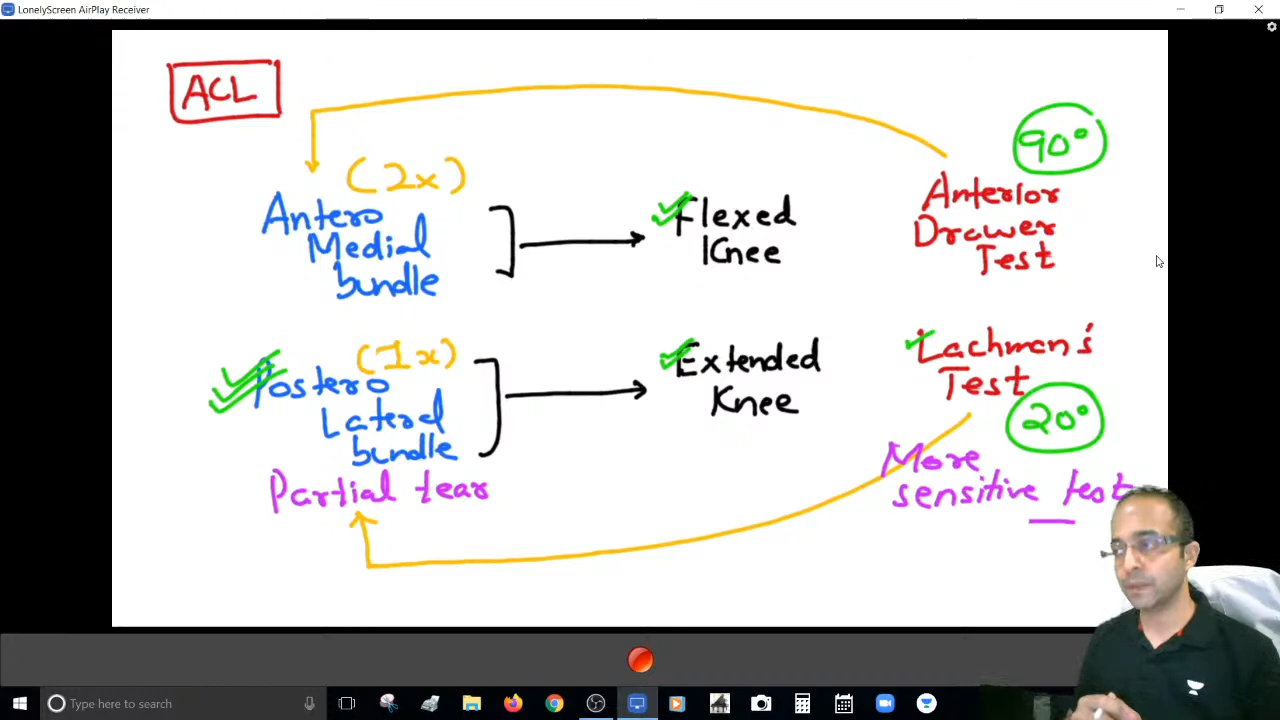 LonelyScreen AirPlay Receiver
ACL
90°
(2x)
Antero
Medial
bundle
Flexed
Knee
Anterior
Drawer
Test
(1x)
Postero
Lateral
bundle
Partial tear
Extended
Knee
Lachman's
Test
20°
More
sensitive test
Type here to search